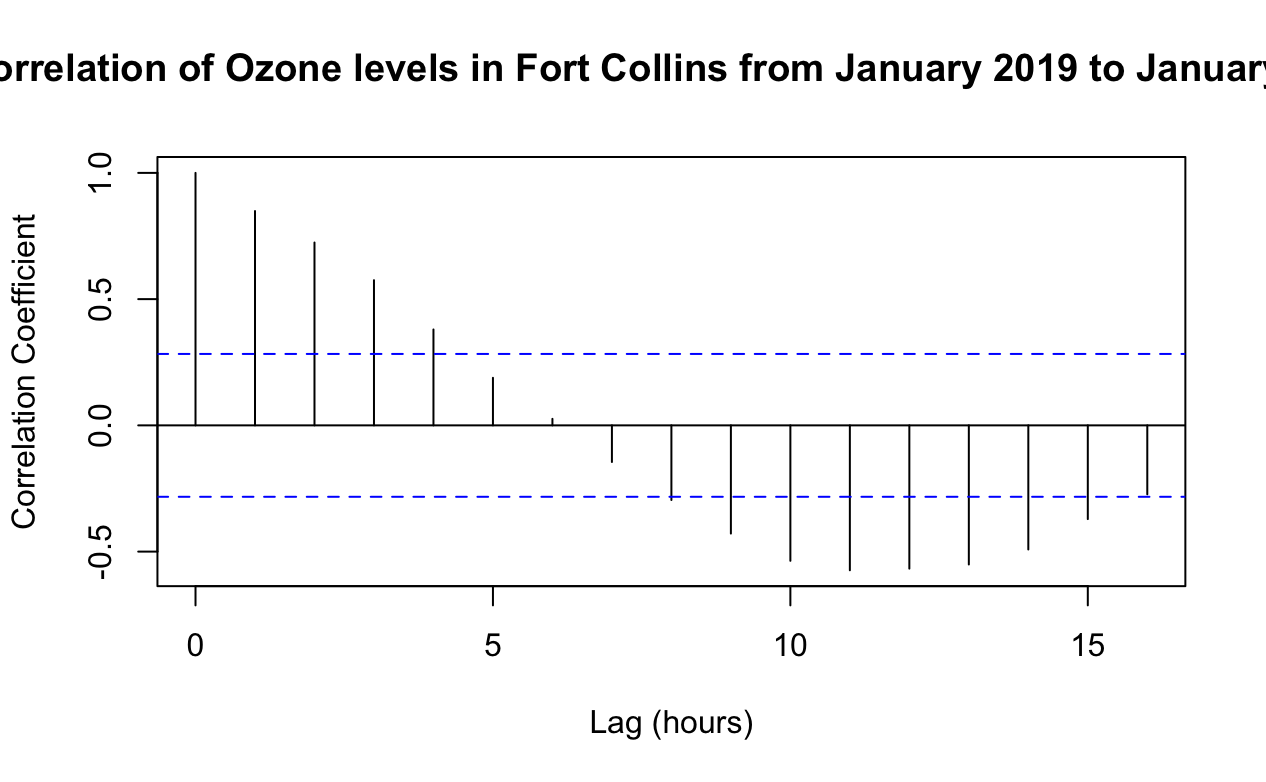 orrelation of Ozone levels in Fort Collins from January 2019 to January
Correlation Coefficient
1.0
0.5
0.0
-0.5
0 5 10 15
Lag (hours)